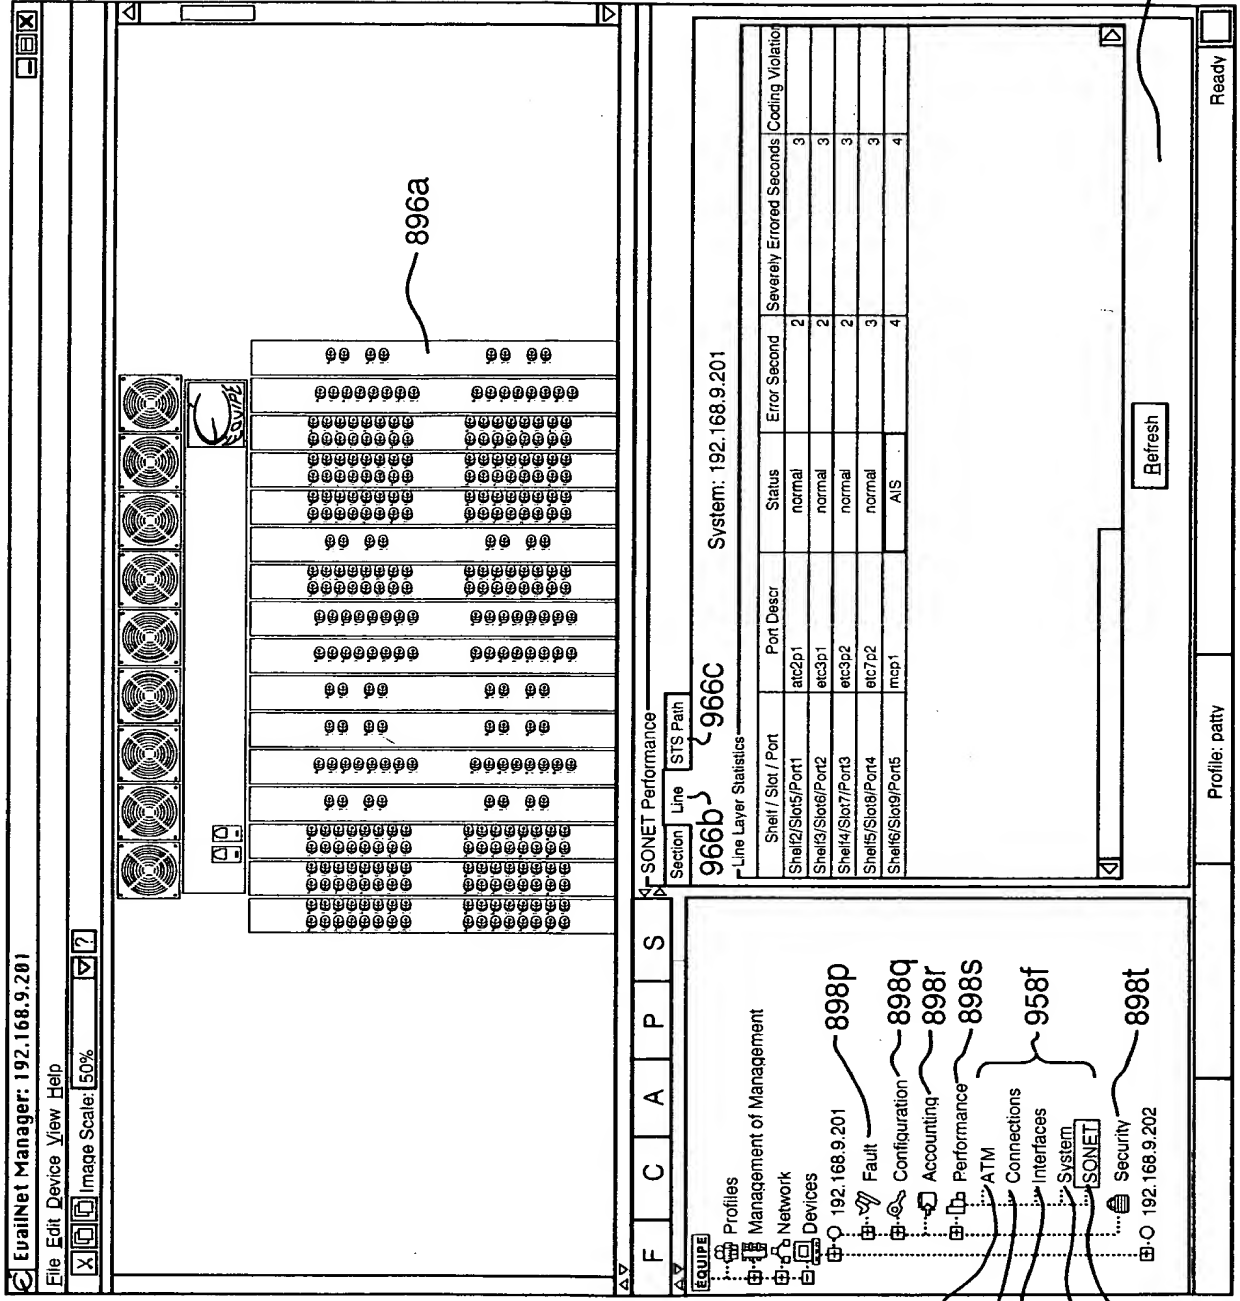 EvailNet Manager: 192.168.9.201
File Edit Device View Help
X Image Scale: 50% ?
896a
F C A P S
EQUIPE
Profiles
Management of Management
Network
Devices
192.168.9.201
Fault
898p
Configuration
898q
Accounting
898r
Performance
898s
ATM
Connections
Interfaces
System
SONET
958f
Security
898t
192.168.9.202
SONET Performance
Section Line STS Path
966b 966c
System: 192.168.9.201
Line Layer Statistics
Shelf / Slot / Port Port Descr Status Error Second Severely Errored Seconds Coding Violation
Shelf2/Slot5/Port1 atc2p1 normal 2 3
Shelf3/Slot6/Port2 etc3p1 normal 2 3
Shelf4/Slot7/Port3 etc3p2 normal 2 3
Shelf5/Slot8/Port4 etc7p2 normal 3 3
Shelf6/Slot9/Port5 mcp1 AIS 4 4
Refresh
Profile: patty
Ready